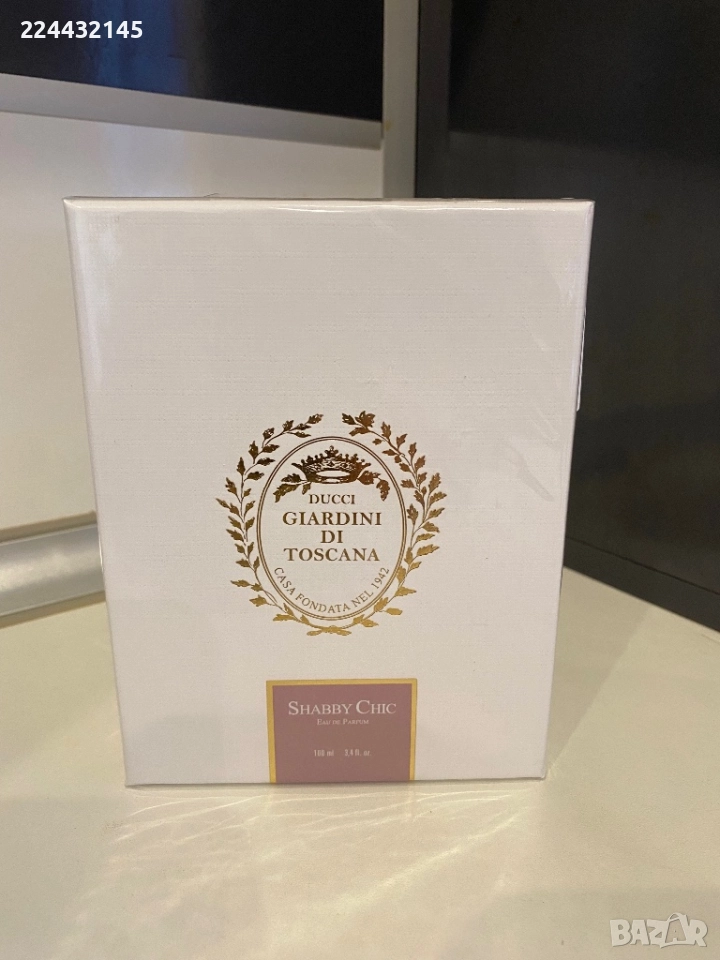 224432145
DUCCI
GIARDINI
DI
TOSCANA
CASA FONDATA NEL 1942
SHABBY CHIC
EAU DE PARFUM
100 ml 3,4 fl. oz.
BAZAR